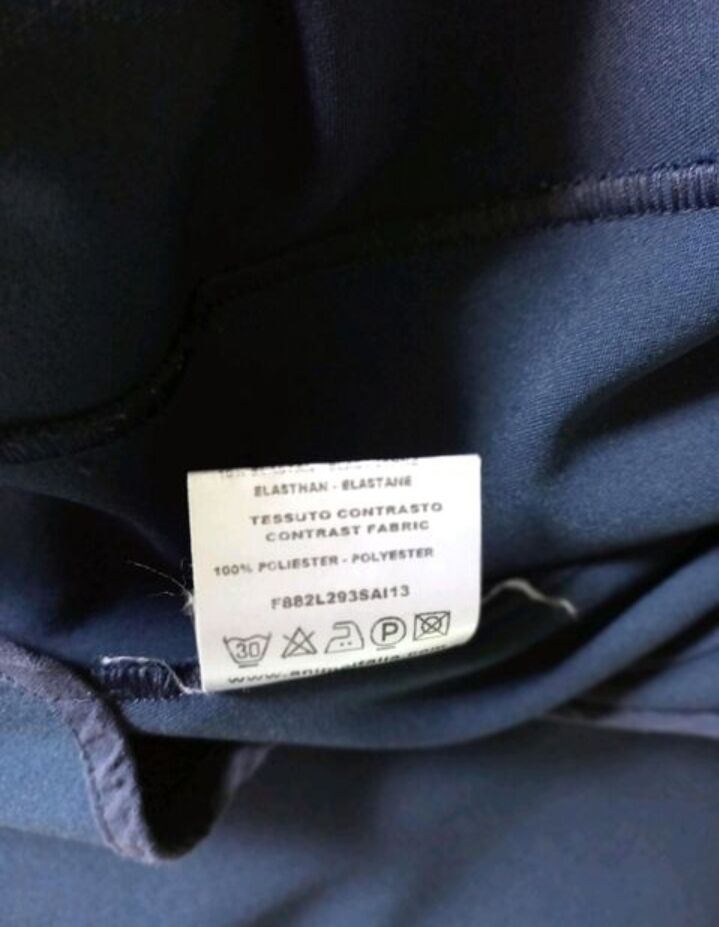 ELASTHAN - ELASTANE
TESSUTO CONTRASTO
CONTRAST FABRIC
100% POLIESTER - POLYESTER
F882L293SAI13
30 P